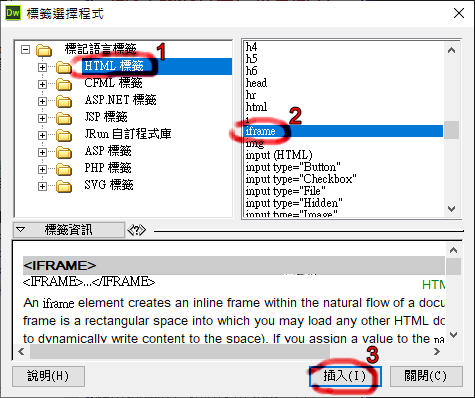 Dw 標籤選擇程式
標記語言標籤
HTML 標籤
CFML 標籤
ASP.NET 標籤
JSP 標籤
JRun 自訂程式庫
ASP 標籤
PHP 標籤
SVG 標籤
1
h4
h5
h6
head
hr
html
i
iframe
img
input (HTML)
input type="Button"
input type="Checkbox"
input type="File"
input type="Hidden"
input type="Image"
2
標籤資訊 <?>
<IFRAME>
<IFRAME>...</IFRAME> HTM
An iframe element creates an inline frame within the natural flow of a docu
frame is a rectangular space into which you may load any other HTML do
to dynamically write content to the space). If you assign a value to the na
3
說明(H) 插入(I) 關閉(C)